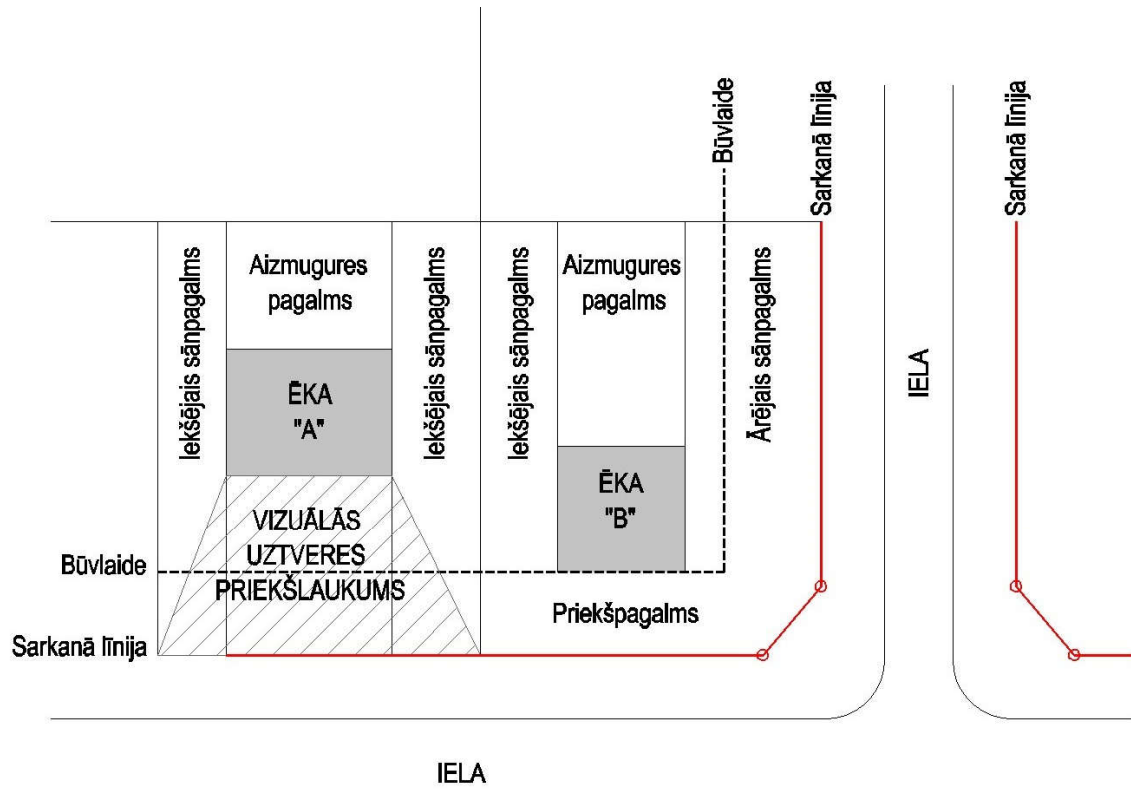 Būvlaide
Sarkanā līnija
Sarkanā līnija
Iekšējais sānpagalms
Aizmugures
pagalms
Iekšējais sānpagalms
Iekšējais sānpagalms
Aizmugures
pagalms
Ārējais sānpagalms
IELA
ĒKA
"A"
ĒKA
"B"
VIZUĀLĀS
UZTVERES
PRIEKŠLAUKUMS
Būvlaide
Priekšpagalms
Sarkanā līnija
IELA